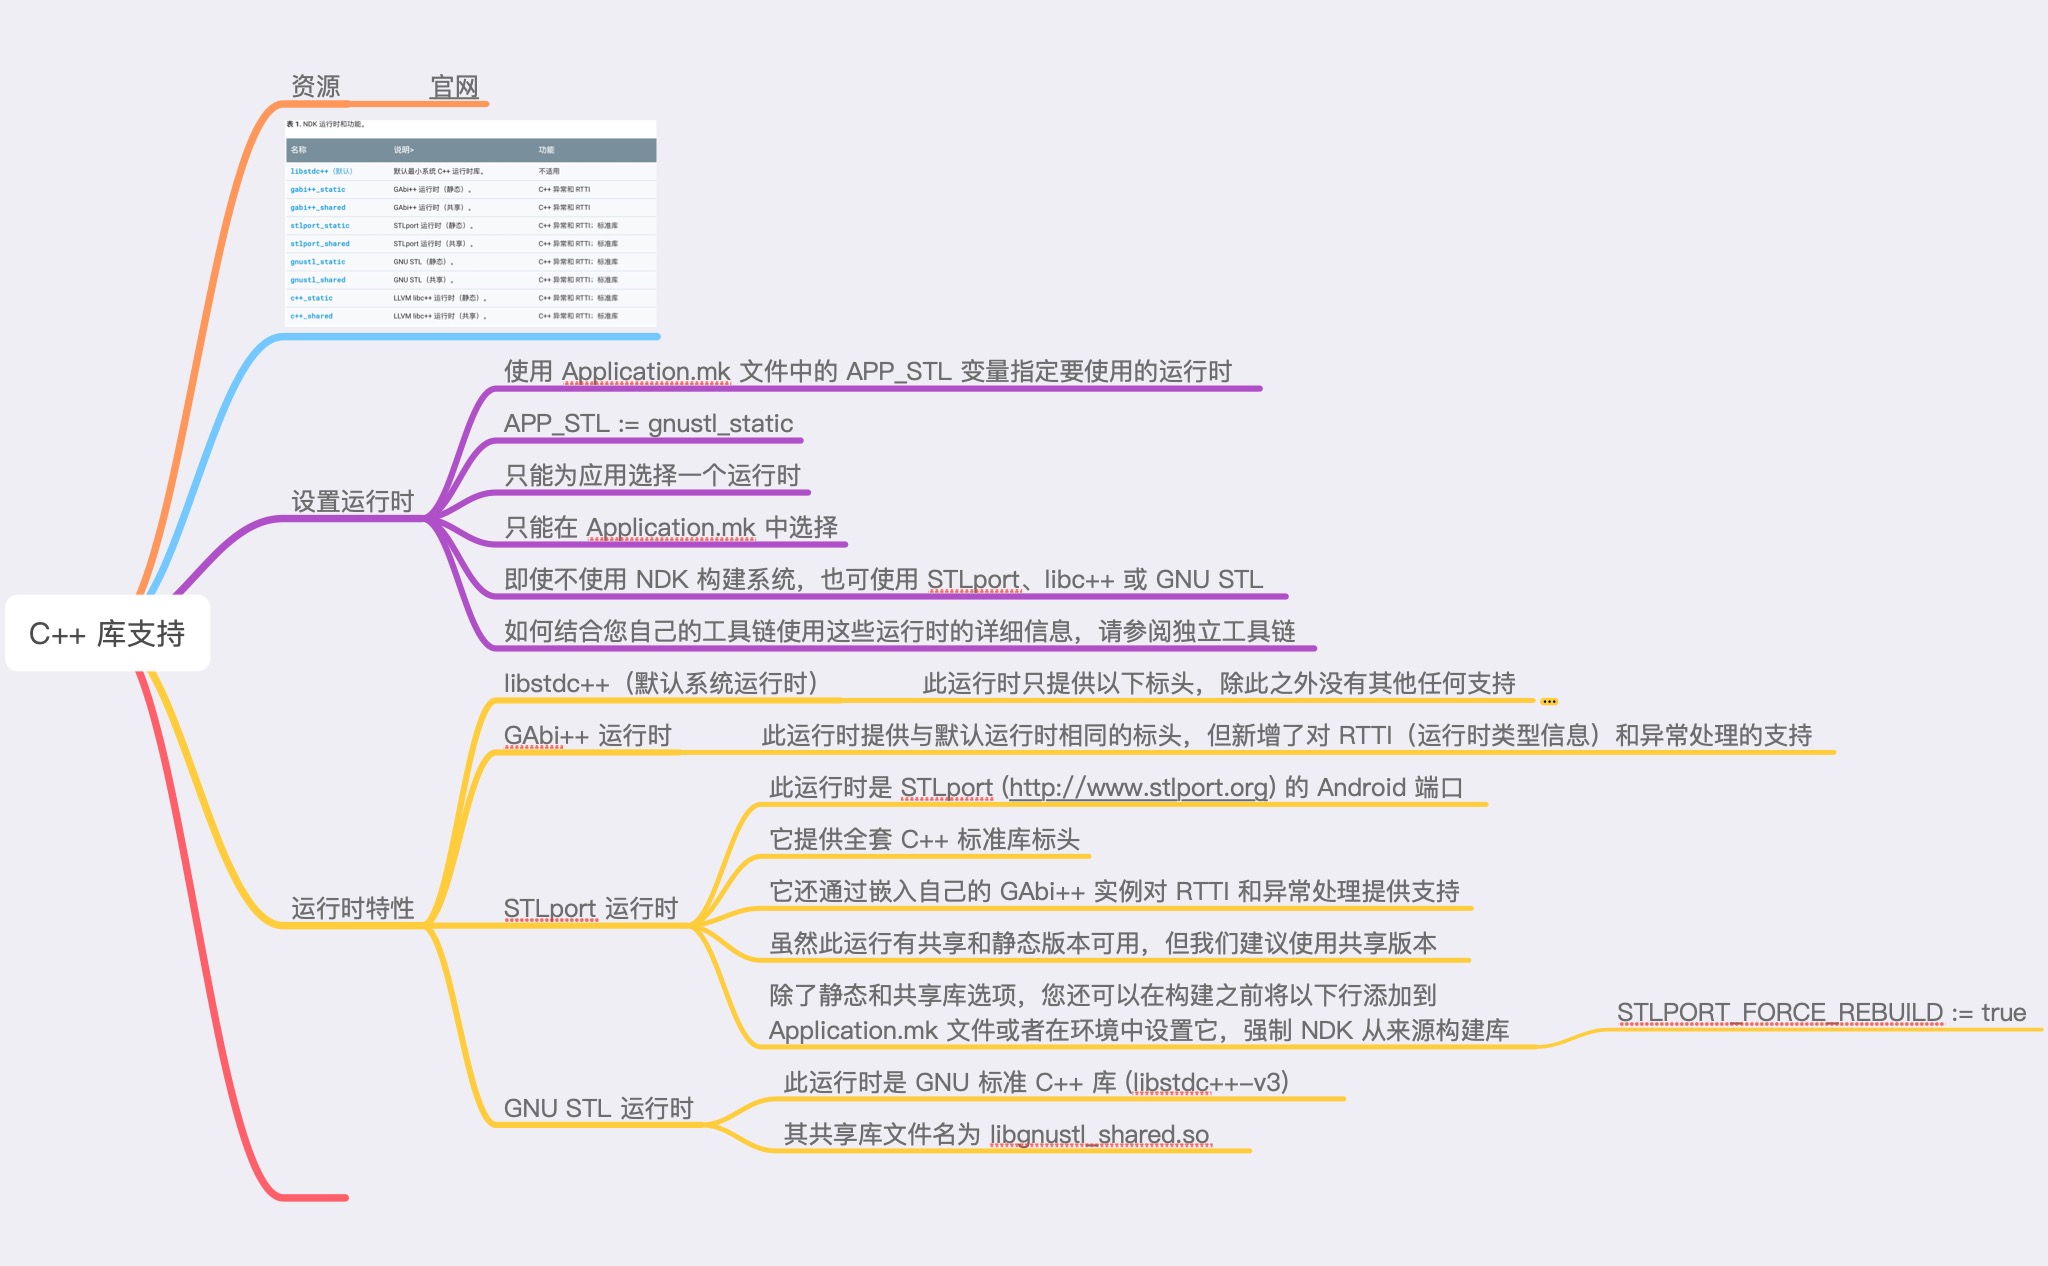 资源
官网
表 1. NDK 运行时和功能。
名称 说明> 功能
libstdc++（默认） 默认最小系统 C++ 运行时库。 不适用
gabi++_static GAbi++ 运行时（静态）。 C++ 异常和 RTTI
gabi++_shared GAbi++ 运行时（共享）。 C++ 异常和 RTTI
stlport_static STLport 运行时（静态）。 C++ 异常和 RTTI；标准库
stlport_shared STLport 运行时（共享）。 C++ 异常和 RTTI；标准库
gnustl_static GNU STL（静态）。 C++ 异常和 RTTI；标准库
gnustl_shared GNU STL（共享）。 C++ 异常和 RTTI；标准库
c++_static LLVM libc++ 运行时（静态）。 C++ 异常和 RTTI；标准库
c++_shared LLVM libc++ 运行时（共享）。 C++ 异常和 RTTI；标准库
使用 Application.mk 文件中的 APP_STL 变量指定要使用的运行时
APP_STL := gnustl_static
只能为应用选择一个运行时
设置运行时
只能在 Application.mk 中选择
即使不使用 NDK 构建系统，也可使用 STLport、libc++ 或 GNU STL
如何结合您自己的工具链使用这些运行时的详细信息，请参阅独立工具链
C++ 库支持
libstdc++（默认系统运行时）
此运行时只提供以下标头，除此之外没有其他任何支持
GAbi++ 运行时
此运行时提供与默认运行时相同的标头，但新增了对 RTTI（运行时类型信息）和异常处理的支持
此运行时是 STLport (http://www.stlport.org) 的 Android 端口
它提供全套 C++ 标准库标头
它还通过嵌入自己的 GAbi++ 实例对 RTTI 和异常处理提供支持
运行时特性
STLport 运行时
虽然此运行有共享和静态版本可用，但我们建议使用共享版本
除了静态和共享库选项，您还可以在构建之前将以下行添加到
Application.mk 文件或者在环境中设置它，强制 NDK 从来源构建库
STLPORT_FORCE_REBUILD := true
此运行时是 GNU 标准 C++ 库 (libstdc++-v3)
GNU STL 运行时
其共享库文件名为 libgnustl_shared.so